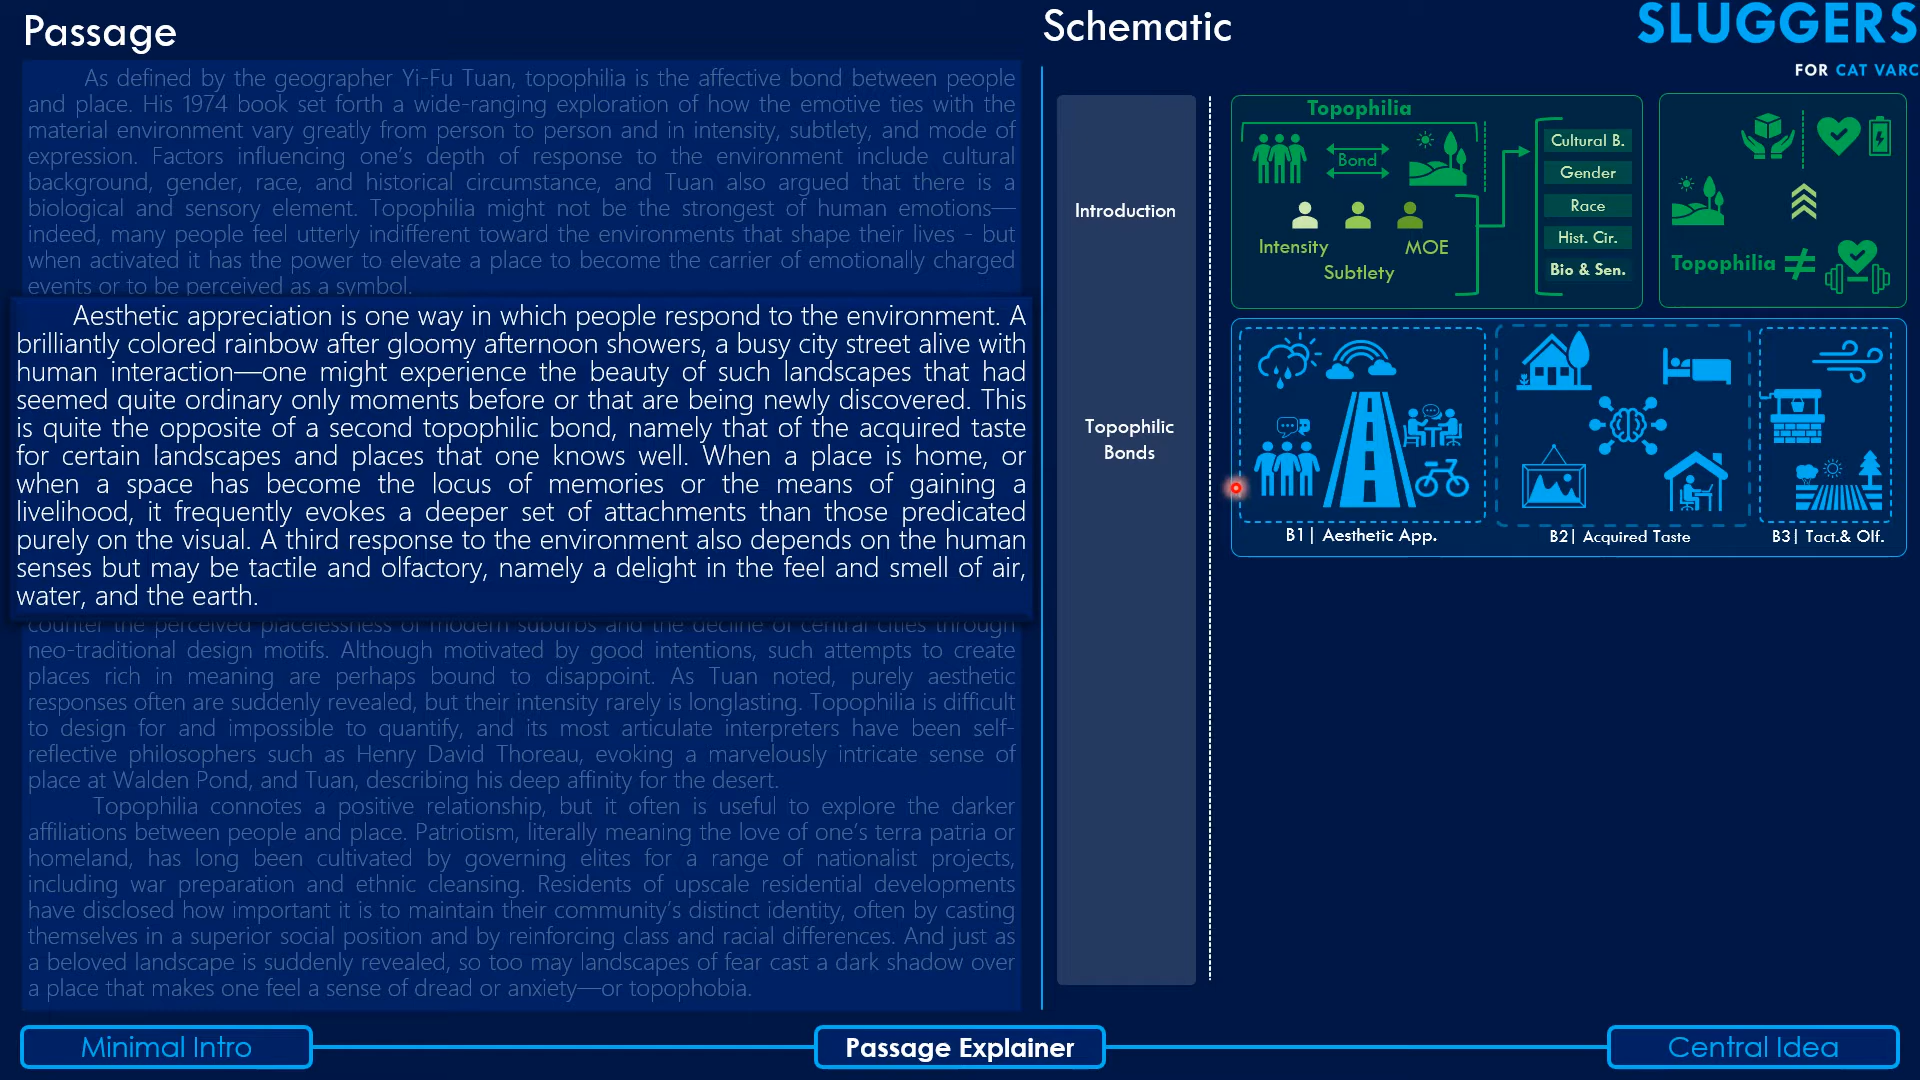 Passage
As defined by the geographer Yi-Fu Tuan, topophilia is the affective bond between people
and place. His 1974 book set forth a wide-ranging exploration of how the emotive ties with the
material environment vary greatly from person to person and in intensity, subtlety, and mode of
expression. Factors influencing one's depth of response to the environment include cultural
background, gender, race, and historical circumstance, and Tuan also argued that there is a
biological and sensory element. Topophilia might not be the strongest of human emotions—
indeed, many people feel utterly indifferent toward the environments that shape their lives - but
when activated it has the power to elevate a place to become the carrier of emotionally charged
events or to be perceived as a symbol.
Aesthetic appreciation is one way in which people respond to the environment. A
brilliantly colored rainbow after gloomy afternoon showers, a busy city street alive with
human interaction—one might experience the beauty of such landscapes that had
seemed quite ordinary only moments before or that are being newly discovered. This
is quite the opposite of a second topophilic bond, namely that of the acquired taste
for certain landscapes and places that one knows well. When a place is home, or
when a space has become the locus of memories or the means of gaining a
livelihood, it frequently evokes a deeper set of attachments than those predicated
purely on the visual. A third response to the environment also depends on the human
senses but may be tactile and olfactory, namely a delight in the feel and smell of air,
water, and the earth.
counter the perceived placelessness of modern suburbs and the decline of central cities through
neo-traditional design motifs. Although motivated by good intentions, such attempts to create
places rich in meaning are perhaps bound to disappoint. As Tuan noted, purely aesthetic
responses often are suddenly revealed, but their intensity rarely is longlasting. Topophilia is difficult
to design for and impossible to quantify, and its most articulate interpreters have been self-
reflective philosophers such as Henry David Thoreau, evoking a marvelously intricate sense of
place at Walden Pond, and Tuan, describing his deep affinity for the desert.
Topophilia connotes a positive relationship, but it often is useful to explore the darker
affiliations between people and place. Patriotism, literally meaning the love of one's terra patria or
homeland, has long been cultivated by governing elites for a range of nationalist projects,
including war preparation and ethnic cleansing. Residents of upscale residential developments
have disclosed how important it is to maintain their community's distinct identity, often by casting
themselves in a superior social position and by reinforcing class and racial differences. And just as
a beloved landscape is suddenly revealed, so too may landscapes of fear cast a dark shadow over
a place that makes one feel a sense of dread or anxiety—or topophobia.
Schematic
SLUGGERS
FOR CAT VARC
Introduction
Topophilic
Bonds
Topophilia
Bond
Intensity
Subtlety
MOE
Cultural B.
Gender
Race
Hist. Cir.
Bio & Sen.
Topophilia ≠
B1| Aesthetic App.
B2| Acquired Taste
B3| Tact.& Olf.
Minimal Intro
Passage Explainer
Central Idea